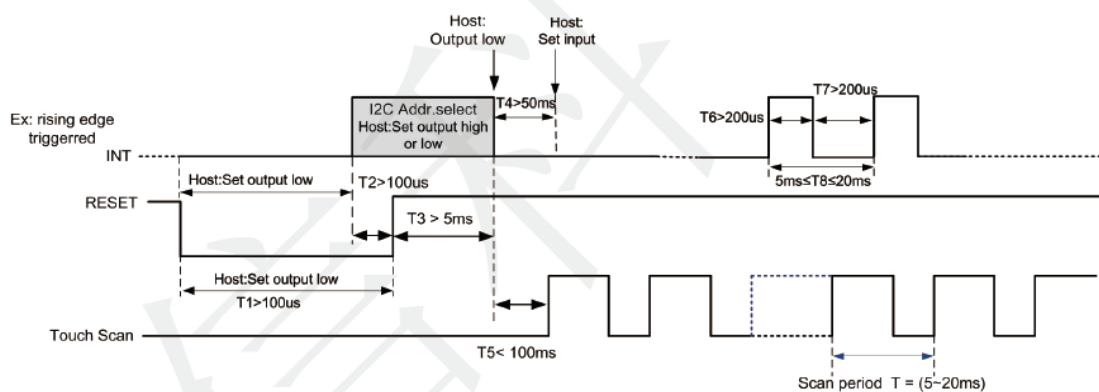 Host:
Output low
Host:
Set input
Ex: rising edge
triggerred
INT
I2C Addr.select
Host:Set output high
or low
T4>50ms
T7>200us
T6>200us
5ms≤T8≤20ms
Host:Set output low
T2>100us
RESET
T3 > 5ms
Host:Set output low
T1>100us
Touch Scan
T5< 100ms
Scan period T = (5~20ms)